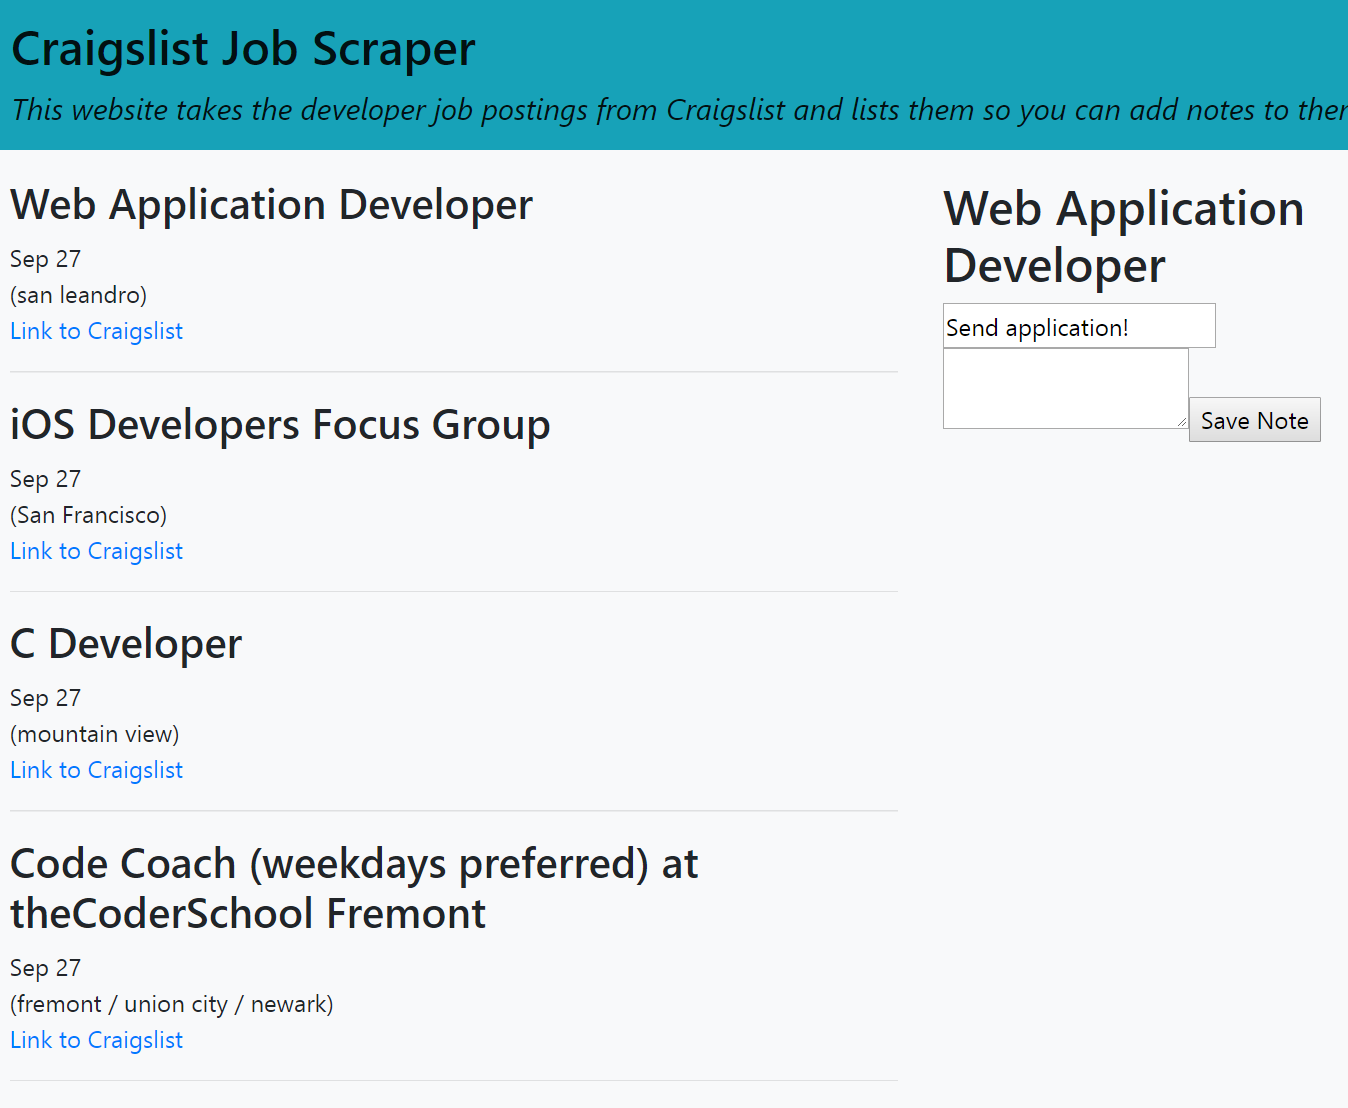 Craigslist Job Scraper
This website takes the developer job postings from Craigslist and lists them so you can add notes to
Web Application Developer
Sep 27
(san leandro)
Link to Craigslist
iOS Developers Focus Group
Sep 27
(San Francisco)
Link to Craigslist
C Developer
Sep 27
(mountain view)
Link to Craigslist
Code Coach (weekdays preferred) at
theCoderSchool Fremont
Sep 27
(fremont / union city / newark)
Link to Craigslist
Web Application
Developer
Send application!
Save Note